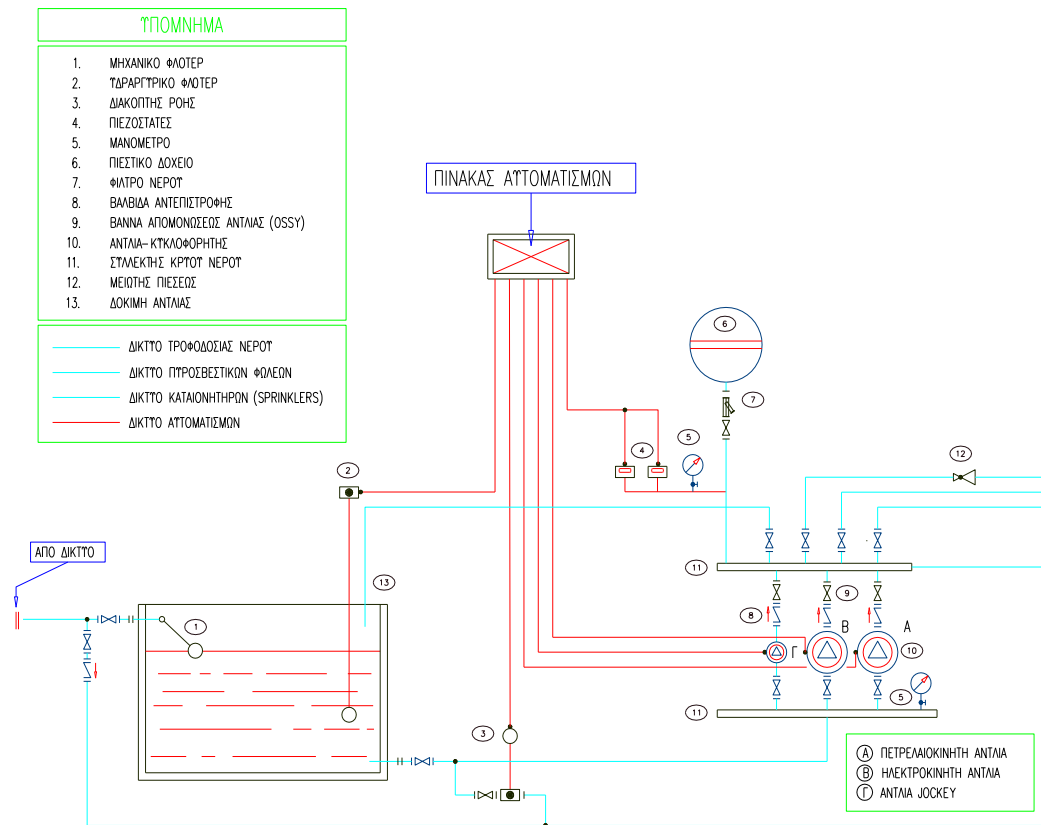 ΥΠΟΜΝΗΜΑ
1. ΜΗΧΑΝΙΚΟ ΦΛΟΤΕΡ
2. ΥΔΡΑΡΓΥΡΙΚΟ ΦΛΟΤΕΡ
3. ΔΙΑΚΟΠΤΗΣ ΡΟΗΣ
4. ΠΙΕΖΟΣΤΑΤΕΣ
5. ΜΑΝΟΜΕΤΡΟ
6. ΠΙΕΣΤΙΚΟ ΔΟΧΕΙΟ
7. ΦΙΛΤΡΟ ΝΕΡΟΥ
8. ΒΑΛΒΙΔΑ ΑΝΤΕΠΙΣΤΡΟΦΗΣ
9. ΒΑΝΝΑ ΑΠΟΜΟΝΩΣΕΩΣ ΑΝΤΛΙΑΣ (OSSY)
10. ΑΝΤΛΙΑ-ΚΥΚΛΟΦΟΡΗΤΗΣ
11. ΣΥΛΛΕΚΤΗΣ ΚΡΥΟΥ ΝΕΡΟΥ
12. ΜΕΙΩΤΗΣ ΠΙΕΣΕΩΣ
13. ΔΟΚΙΜΗ ΑΝΤΛΙΑΣ
ΔΙΚΤΥΟ ΤΡΟΦΟΔΟΣΙΑΣ ΝΕΡΟΥ
ΔΙΚΤΥΟ ΠΥΡΟΣΒΕΣΤΙΚΩΝ ΦΩΛΕΩΝ
ΔΙΚΤΥΟ ΚΑΤΑΙΟΝΗΤΗΡΩΝ (SPRINKLERS)
ΔΙΚΤΥΟ ΑΥΤΟΜΑΤΙΣΜΩΝ
ΠΙΝΑΚΑΣ ΑΥΤΟΜΑΤΙΣΜΩΝ
6
7
5
4
12
2
ΑΠΟ ΔΙΚΤΥΟ
13
11
9
8
1
Β
Α
Γ
10
5
11
3
Α ΠΕΤΡΕΛΑΙΟΚΙΝΗΤΗ ΑΝΤΛΙΑ
Β ΗΛΕΚΤΡΟΚΙΝΗΤΗ ΑΝΤΛΙΑ
Γ ΑΝΤΛΙΑ JOCKEY